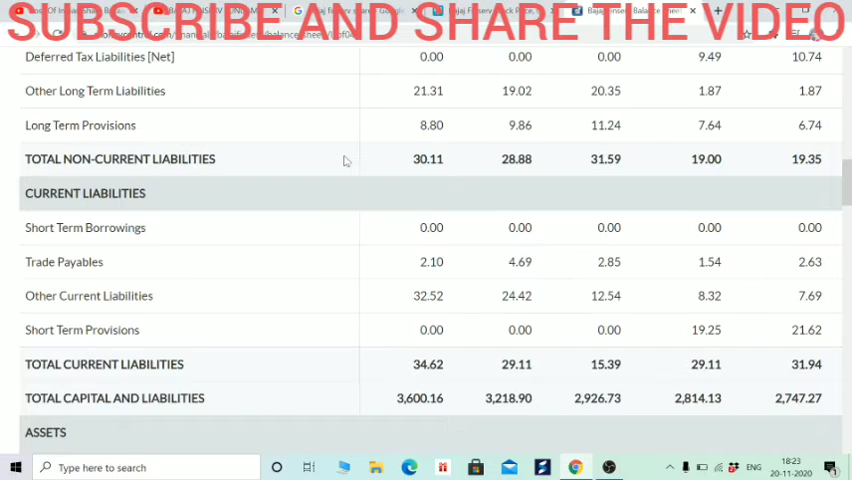 SUBSCRIBE AND SHARE THE VIDEO
Deferred Tax Liabilities [Net] 0.00 0.00 0.00 9.49 10.74
Other Long Term Liabilities 21.31 19.02 20.35 1.87 1.87
Long Term Provisions 8.80 9.86 11.24 7.64 6.74
TOTAL NON-CURRENT LIABILITIES 30.11 28.88 31.59 19.00 19.35
CURRENT LIABILITIES
Short Term Borrowings 0.00 0.00 0.00 0.00 0.00
Trade Payables 2.10 4.69 2.85 1.54 2.63
Other Current Liabilities 32.52 24.42 12.54 8.32 7.69
Short Term Provisions 0.00 0.00 0.00 19.25 21.62
TOTAL CURRENT LIABILITIES 34.62 29.11 15.39 29.11 31.94
TOTAL CAPITAL AND LIABILITIES 3,600.16 3,218.90 2,926.73 2,814.13 2,747.27
ASSETS
Type here to search
ENG
18:23
20-11-2020